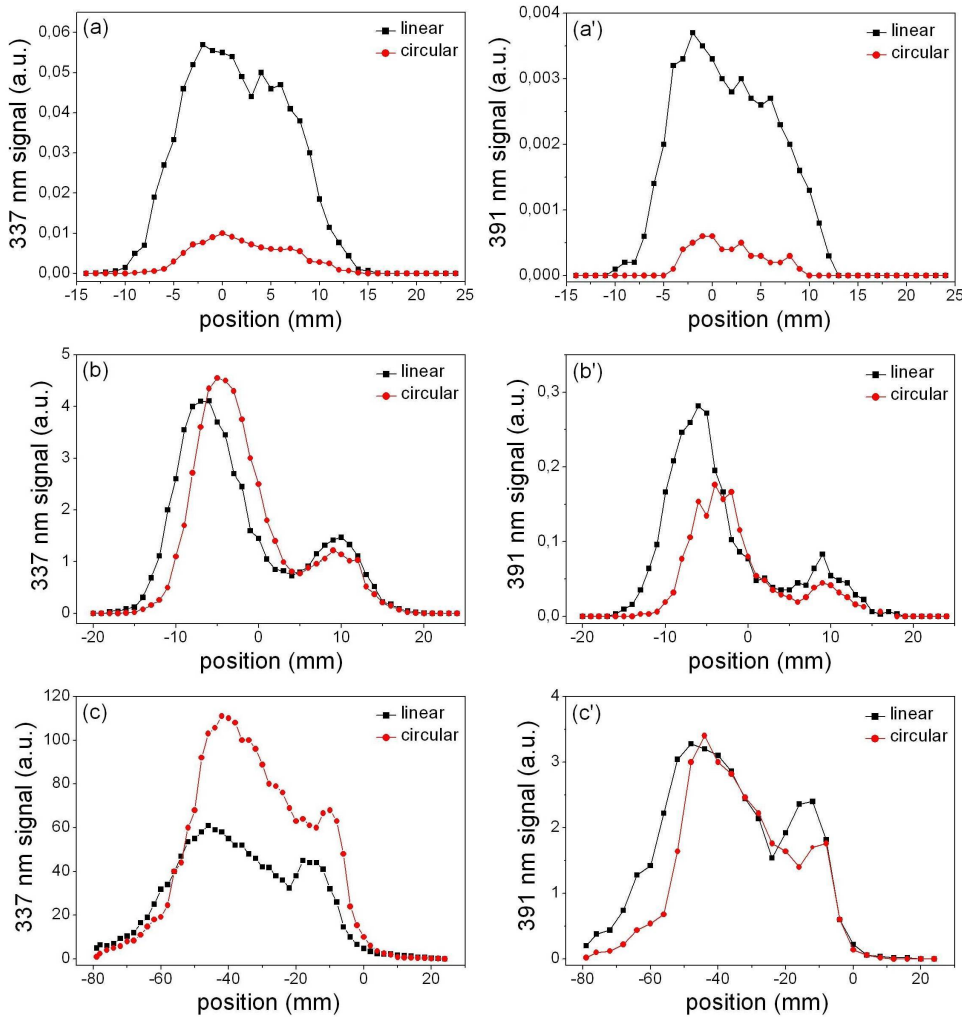 (a)
linear
circular
337 nm signal (a.u.)
0,06
0,05
0,04
0,03
0,02
0,01
0,00
-15 -10 -5 0 5 10 15 20 25
position (mm)
(a')
linear
circular
391 nm signal (a.u.)
0,004
0,003
0,002
0,001
0,000
-15 -10 -5 0 5 10 15 20 25
position (mm)
(b)
linear
circular
337 nm signal (a.u.)
5
4
3
2
1
0
-20 -10 0 10 20
position (mm)
(b')
linear
circular
391 nm signal (a.u.)
0,3
0,2
0,1
0,0
-20 -10 0 10 20
position (mm)
(c)
linear
circular
337 nm signal (a.u.)
120
100
80
60
40
20
0
-80 -60 -40 -20 0 20
position (mm)
(c')
linear
circular
391 nm signal (a.u.)
4
3
2
1
0
-80 -60 -40 -20 0 20
position (mm)